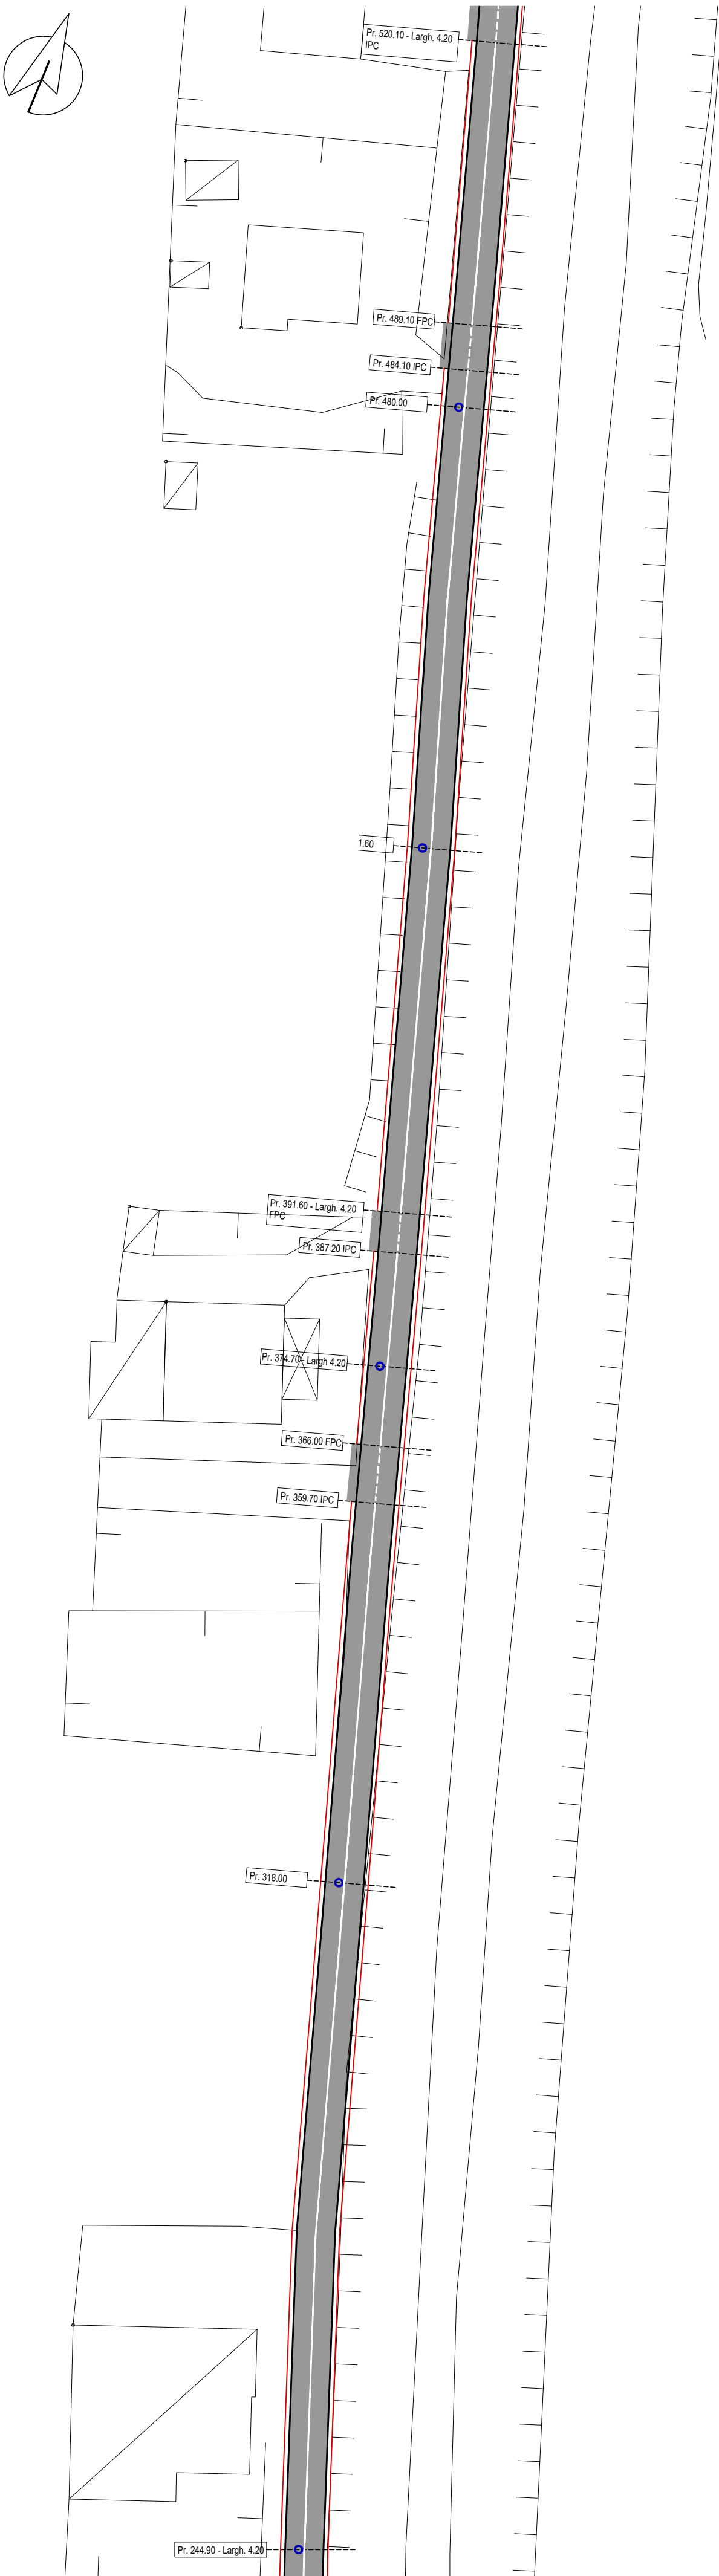 Pr. 520.10 - Largh. 4.20
IPC
Pr. 489.10 FPC
Pr. 484.10 IPC
Pr. 480.00
1.60
Pr. 391.60 - Largh. 4.20
FPC
Pr. 387.20 IPC
Pr. 374.70 - Largh 4.20
Pr. 366.00 FPC
Pr. 359.70 IPC
Pr. 318.00
Pr. 244.90 - Largh. 4.20